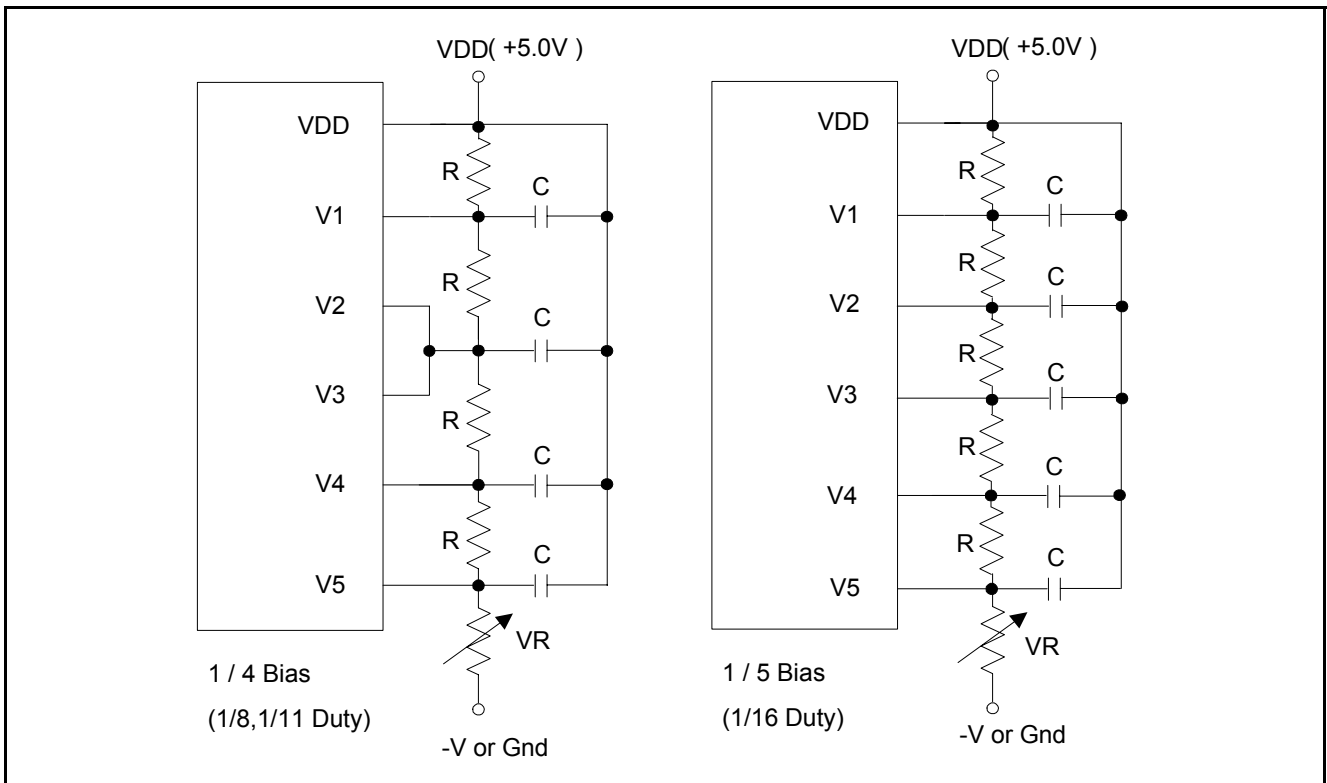 VDD( +5.0V )
VDD
R
C
V1
R
V2
C
V3
R
V4
C
R
C
V5
VR
1 / 4 Bias
(1/8,1/11 Duty)
-V or Gnd
VDD( +5.0V )
VDD
R
C
V1
R
C
V2
R
C
V3
R
C
V4
R
C
V5
VR
1 / 5 Bias
(1/16 Duty)
-V or Gnd